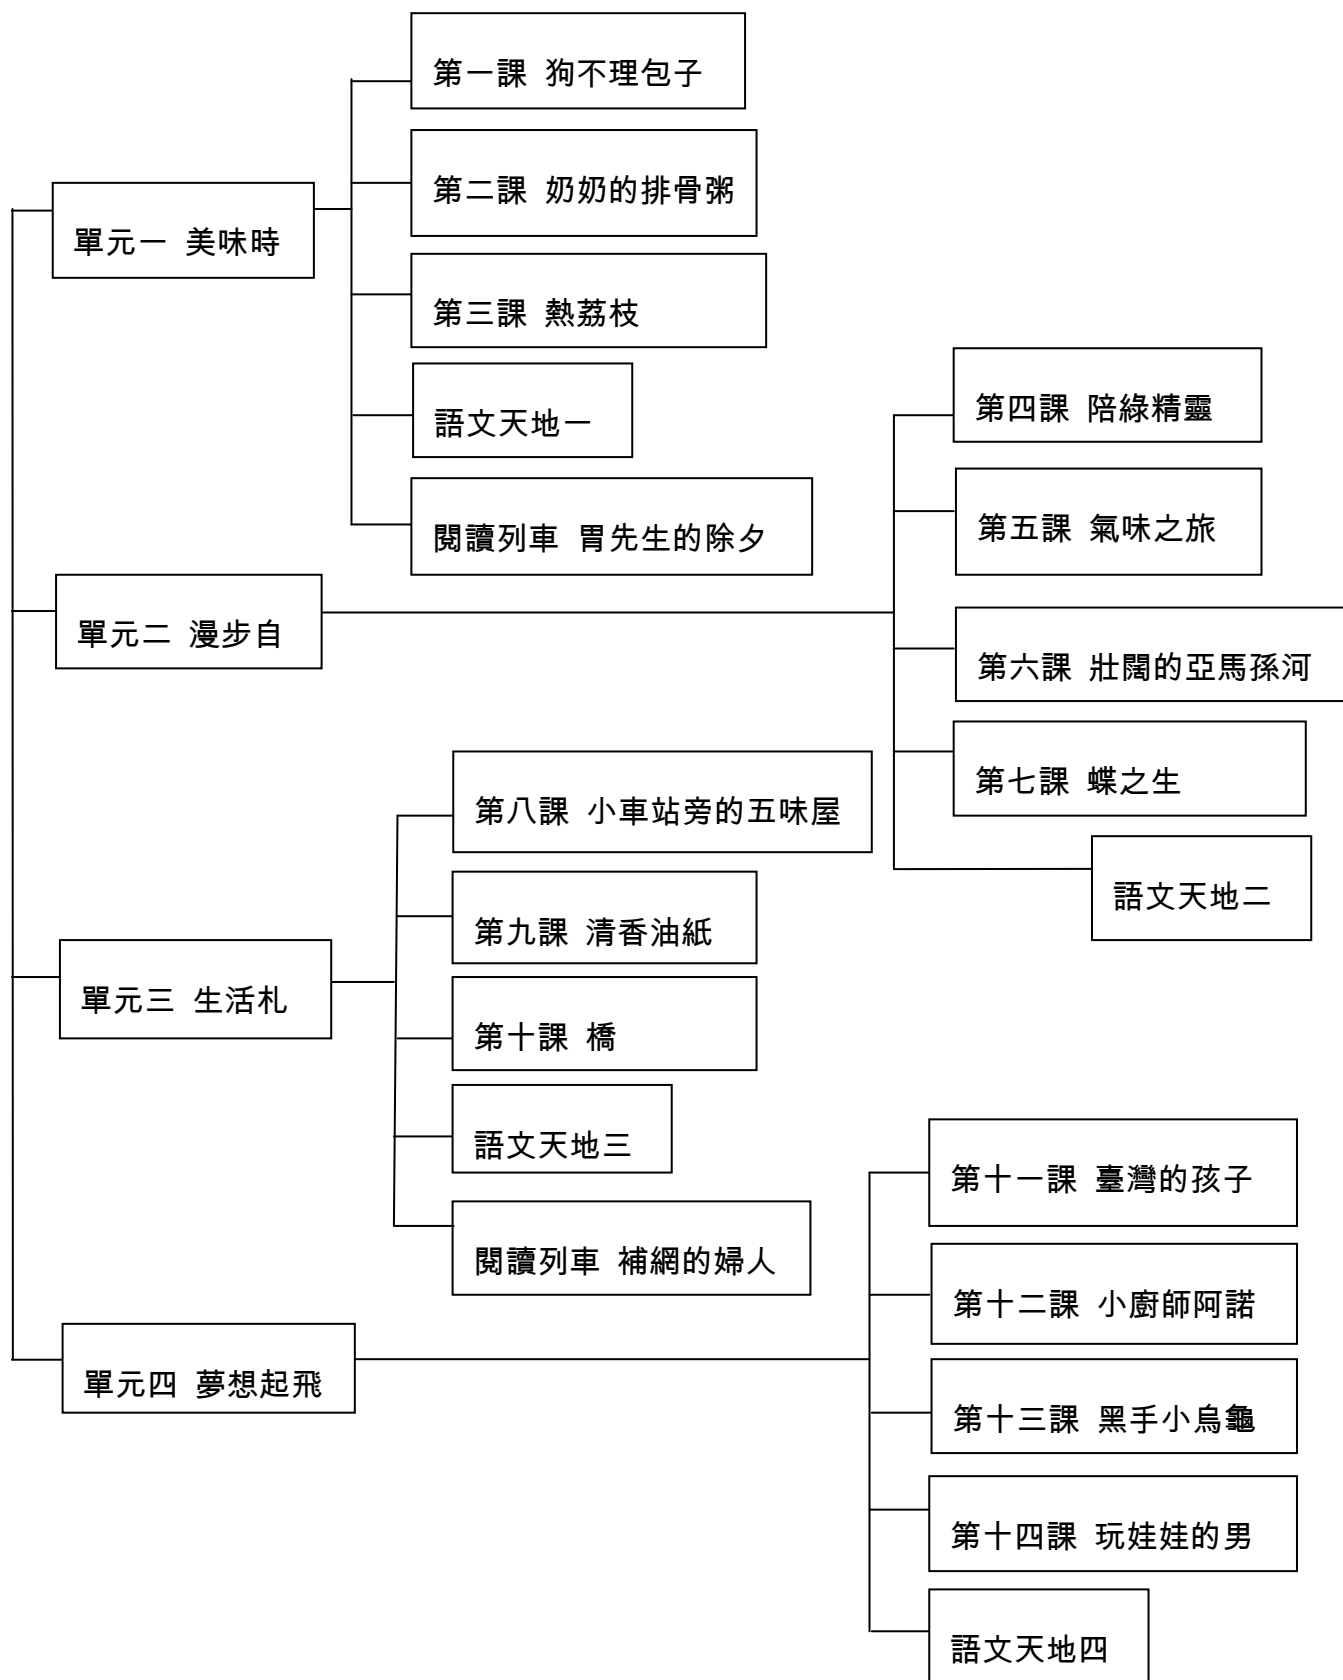 單元一 美味時
第一課 狗不理包子
第二課 奶奶的排骨粥
第三課 熱荔枝
語文天地一
閱讀列車 胃先生的除夕
單元二 漫步自
第四課 陪綠精靈
第五課 氣味之旅
第六課 壯闊的亞馬孫河
第七課 蝶之生
語文天地二
單元三 生活札
第八課 小車站旁的五味屋
第九課 清香油紙
第十課 橋
語文天地三
閱讀列車 補網的婦人
單元四 夢想起飛
第十一課 臺灣的孩子
第十二課 小廚師阿諾
第十三課 黑手小烏龜
第十四課 玩娃娃的男
語文天地四